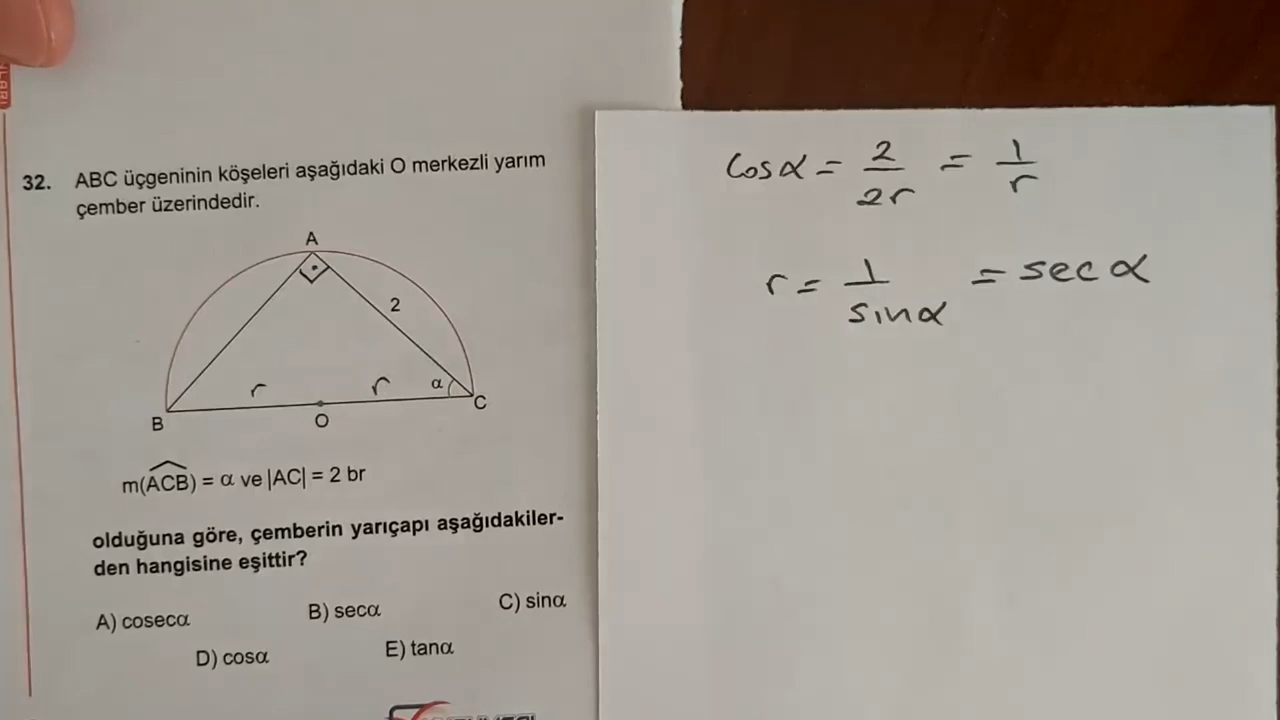 32. ABC üçgeninin köşeleri aşağıdaki O merkezli yarım
çember üzerindedir.
A
2
r
r
α
B
O
C
m(ACB) = α ve |AC| = 2 br
olduğuna göre, çemberin yarıçapı aşağıdakiler-
den hangisine eşittir?
A) cosecα B) secα C) sinα
D) cosα E) tanα
cosα = 2/2r = 1/r
r = 1/sinα = secα